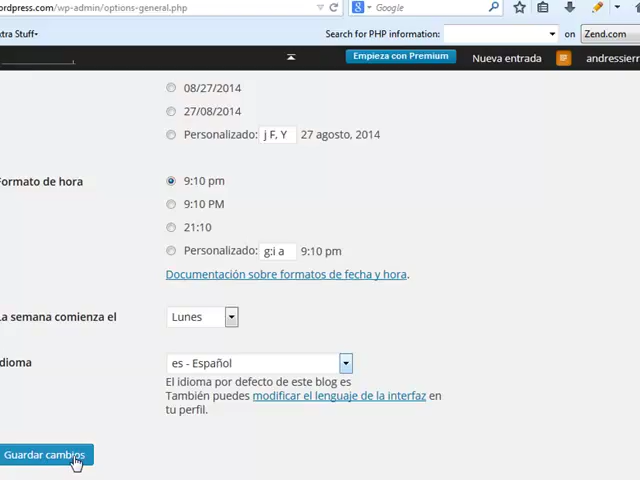 ordpress.com/wp-admin/options-general.php
Google
xtra Stuff
Search for PHP information:
on
Zend.com
Empieza con Premium
Nueva entrada
andressierr
08/27/2014
27/08/2014
Personalizado: j F, Y 27 agosto, 2014
Formato de hora
9:10 pm
9:10 PM
21:10
Personalizado: g:i a 9:10 pm
Documentación sobre formatos de fecha y hora.
La semana comienza el
Lunes
Idioma
es - Español
El idioma por defecto de este blog es
También puedes modificar el lenguaje de la interfaz en
tu perfil.
Guardar cambios